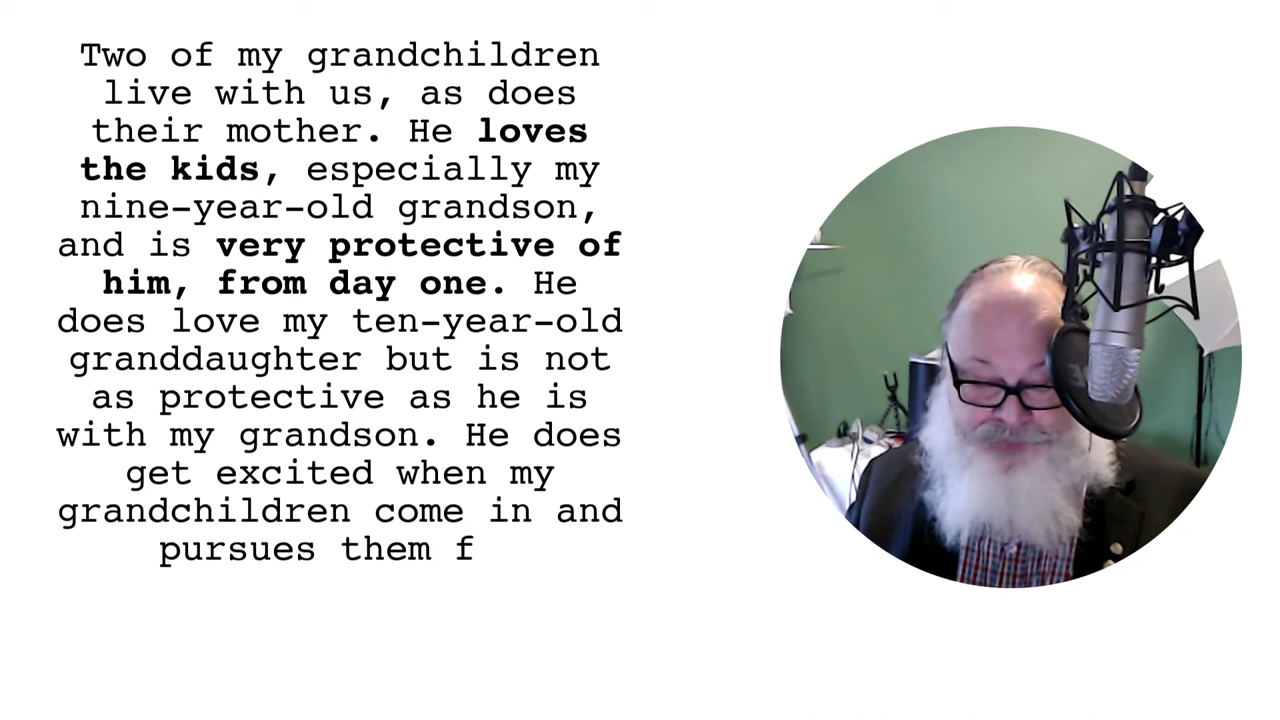 Two of my grandchildren
live with us, as does
their mother. He loves
the kids, especially my
nine-year-old grandson,
and is very protective of
him, from day one. He
does love my ten-year-old
granddaughter but is not
as protective as he is
with my grandson. He does
get excited when my
grandchildren come in and
pursues them f